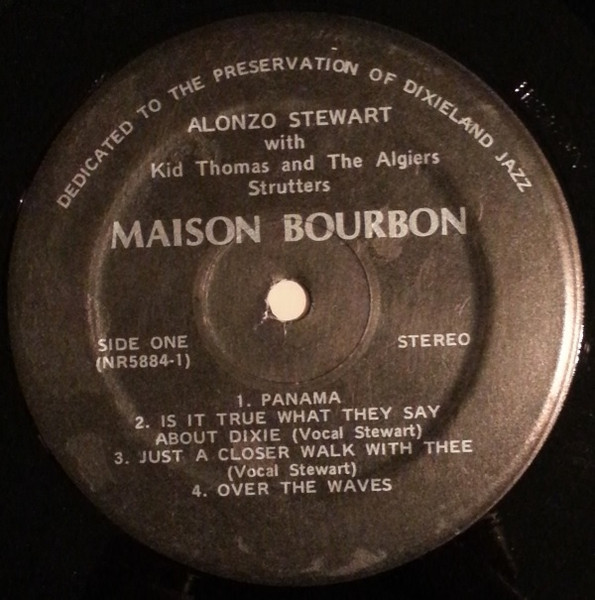 DEDICATED TO THE PRESERVATION OF DIXIELAND JAZZ
ALONZO STEWART
with
Kid Thomas and The Algiers
Strutters
MAISON BOURBON
SIDE ONE
(NR5884-1)
STEREO
1. PANAMA
2. IS IT TRUE WHAT THEY SAY
ABOUT DIXIE (Vocal Stewart)
3. JUST A CLOSER WALK WITH THEE
(Vocal Stewart)
4. OVER THE WAVES